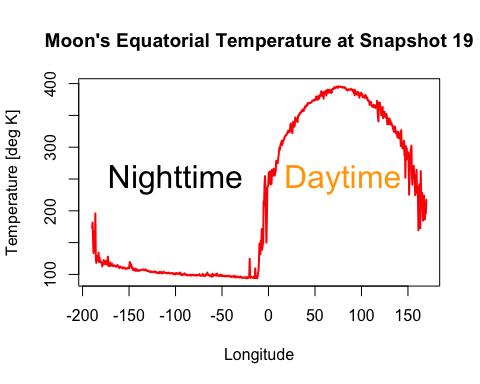 Moon's Equatorial Temperature at Snapshot 19
Temperature [deg K]
400
300
200
100
Nighttime
Daytime
-200 -150 -100 -50 0 50 100 150
Longitude